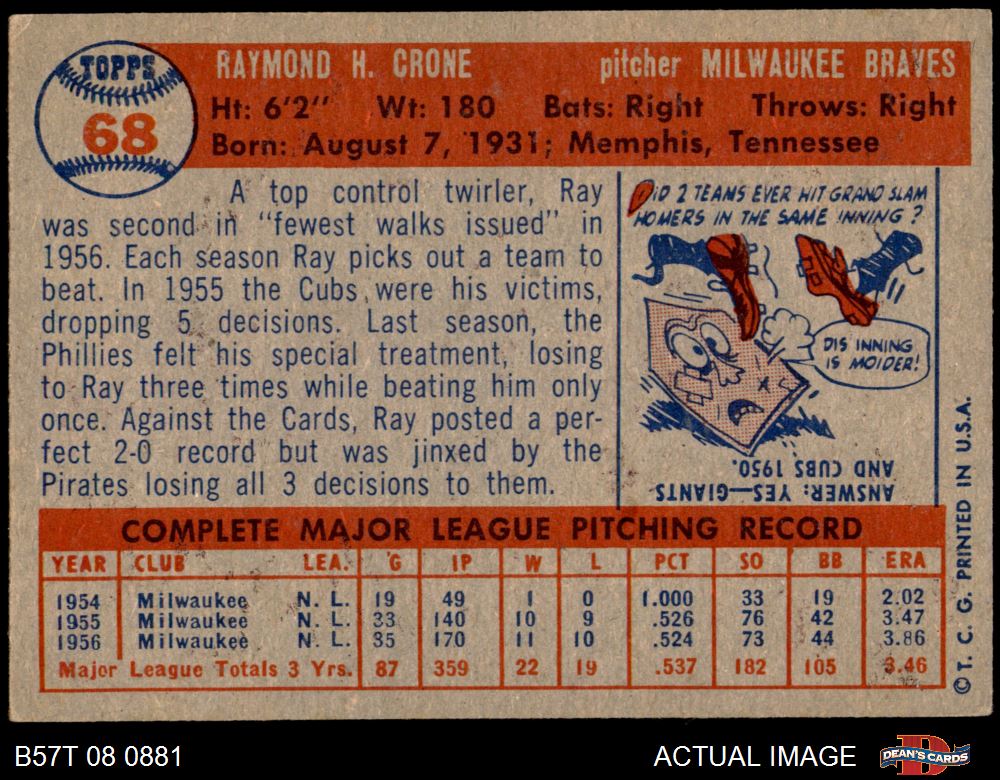 TOPPS
68
RAYMOND H. CRONE pitcher MILWAUKEE BRAVES
Ht: 6'2" Wt: 180 Bats: Right Throws: Right
Born: August 7, 1931; Memphis, Tennessee
A top control twirler, Ray
was second in "fewest walks issued" in
1956. Each season Ray picks out a team to
beat. In 1955 the Cubs were his victims,
dropping 5 decisions. Last season, the
Phillies felt his special treatment, losing
to Ray three times while beating him only
once. Against the Cards, Ray posted a per-
fect 2-0 record but was jinxed by the
Pirates losing all 3 decisions to them.
DID 2 TEAMS EVER HIT GRAND SLAM
HOMERS IN THE SAME INNING?
DIS INNING
IS MOIDER!
ANSWER: YES—GIANTS
AND CUBS 1950.
COMPLETE MAJOR LEAGUE PITCHING RECORD
YEAR CLUB LEA. G IP W L PCT SO BB ERA
1954 Milwaukee N. L. 19 49 1 0 1.000 33 19 2.02
1955 Milwaukee N. L. 33 140 10 9 .526 76 42 3.47
1956 Milwaukee N. L. 35 170 11 10 .524 73 44 3.86
Major League Totals 3 Yrs. 87 359 22 19 .537 182 105 3.46
© T. C. G. PRINTED IN U.S.A.
B57T 08 0881 ACTUAL IMAGE DEAN'S CARDS